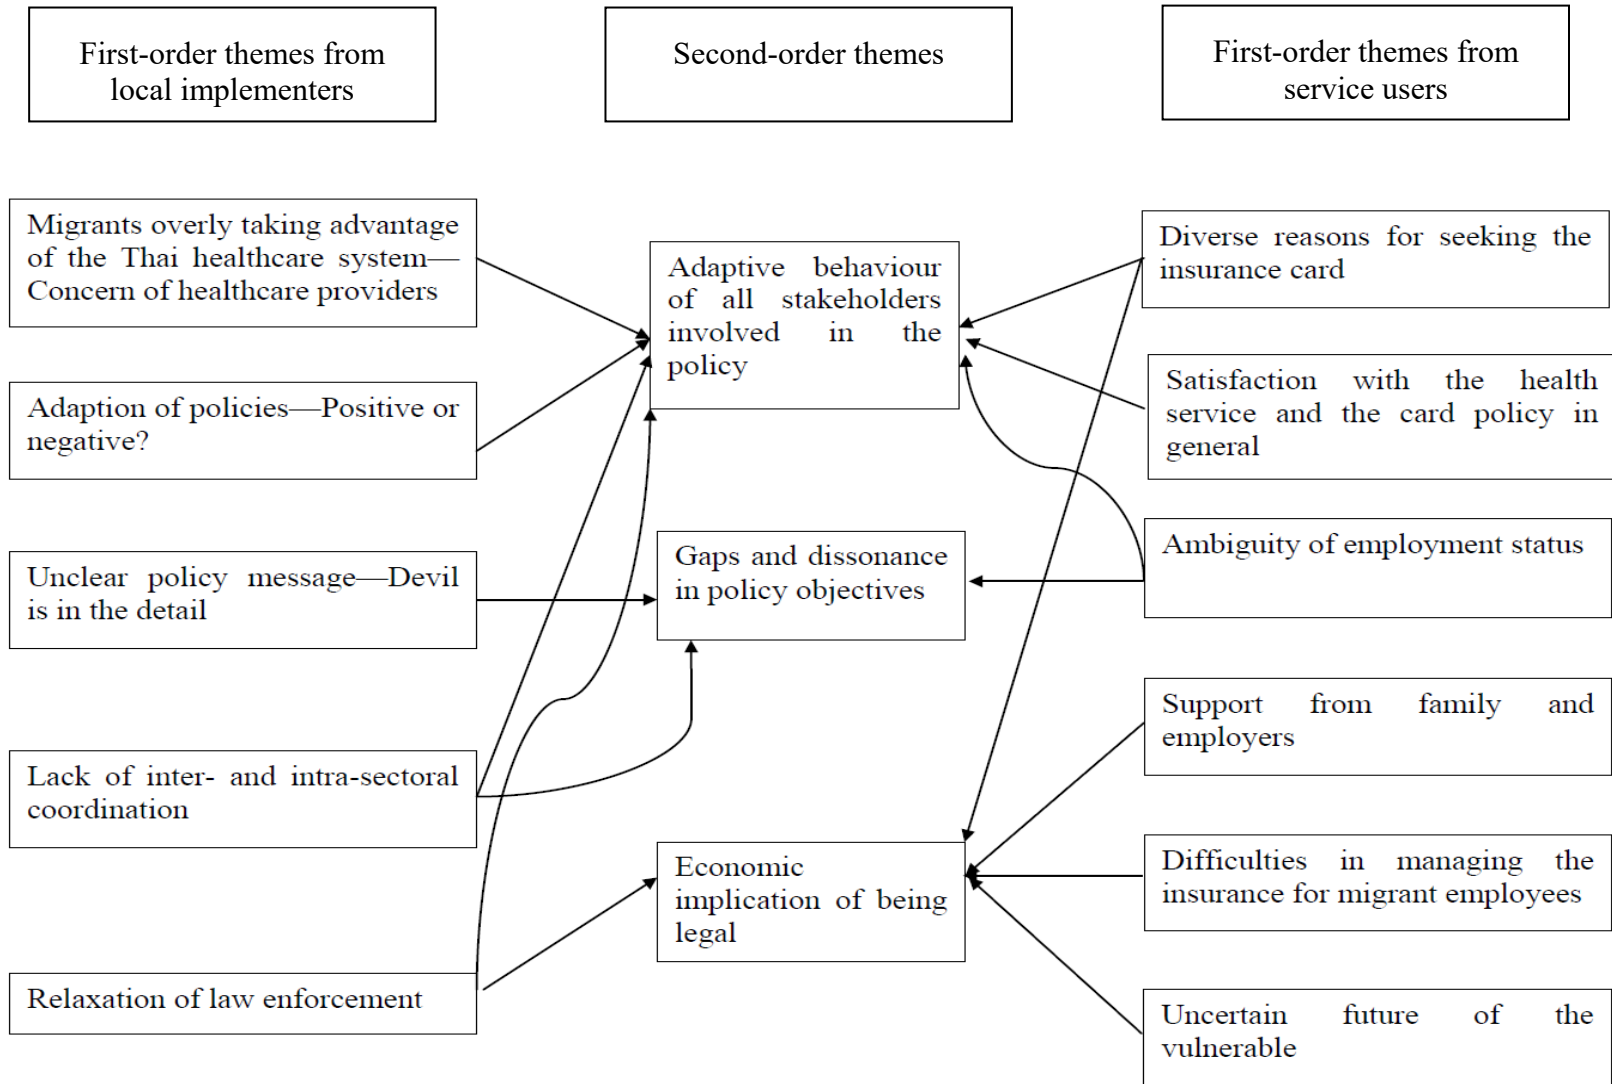 First-order themes from
local implementers
Second-order themes
First-order themes from
service users
Migrants overly taking advantage
of the Thai healthcare system—
Concern of healthcare providers
Adaption of policies—Positive or
negative?
Unclear policy message—Devil
is in the detail
Lack of inter- and intra-sectoral
coordination
Relaxation of law enforcement
Adaptive behaviour
of all stakeholders
involved in the
policy
Gaps and dissonance
in policy objectives
Economic
implication of being
legal
Diverse reasons for seeking the
insurance card
Satisfaction with the health
service and the card policy in
general
Ambiguity of employment status
Support from family and
employers
Difficulties in managing the
insurance for migrant employees
Uncertain future of the
vulnerable